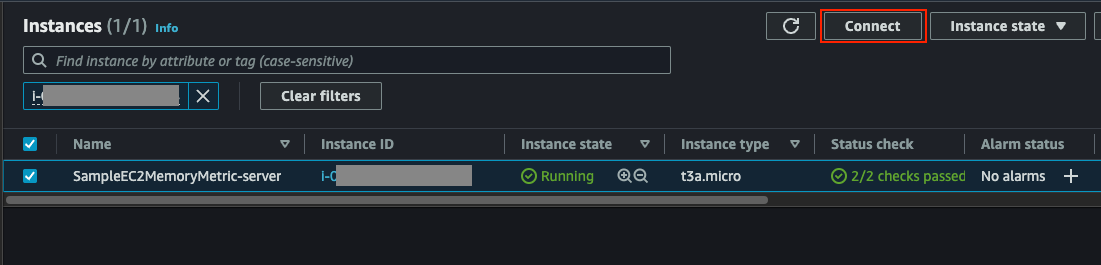 Instances (1/1) Info
Connect
Instance state
Find instance by attribute or tag (case-sensitive)
i-0
Clear filters
Name Instance ID Instance state Instance type Status check Alarm status
SampleEC2MemoryMetric-server i-0 Running t3a.micro 2/2 checks passed No alarms +